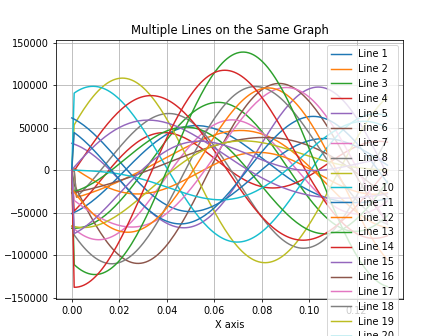 Multiple Lines on the Same Graph
150000
100000
50000
0
−50000
−100000
−150000
0.00
0.02
0.04
0.06
0.08
0.10
X axis
Line 1
Line 2
Line 3
Line 4
Line 5
Line 6
Line 7
Line 8
Line 9
Line 10
Line 11
Line 12
Line 13
Line 14
Line 15
Line 16
Line 17
Line 18
Line 19
Line 20